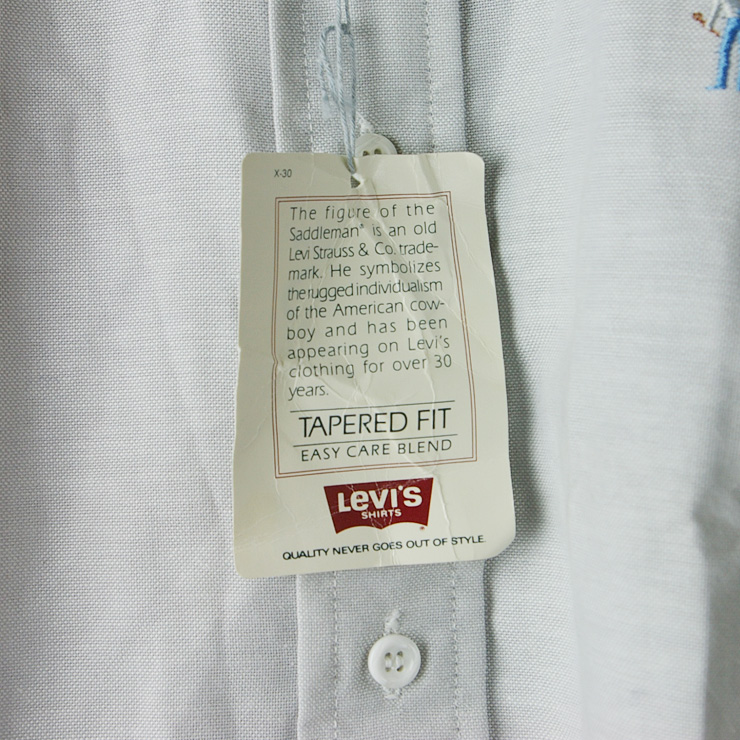 X-30
The figure of the
Saddleman® is an old
Levi Strauss & Co. trade-
mark. He symbolizes
the rugged individualism
of the American cow-
boy and has been
appearing on Levi's
clothing for over 30
years.
TAPERED FIT
EASY CARE BLEND
LEVI'S
SHIRTS
®
QUALITY NEVER GOES OUT OF STYLE.